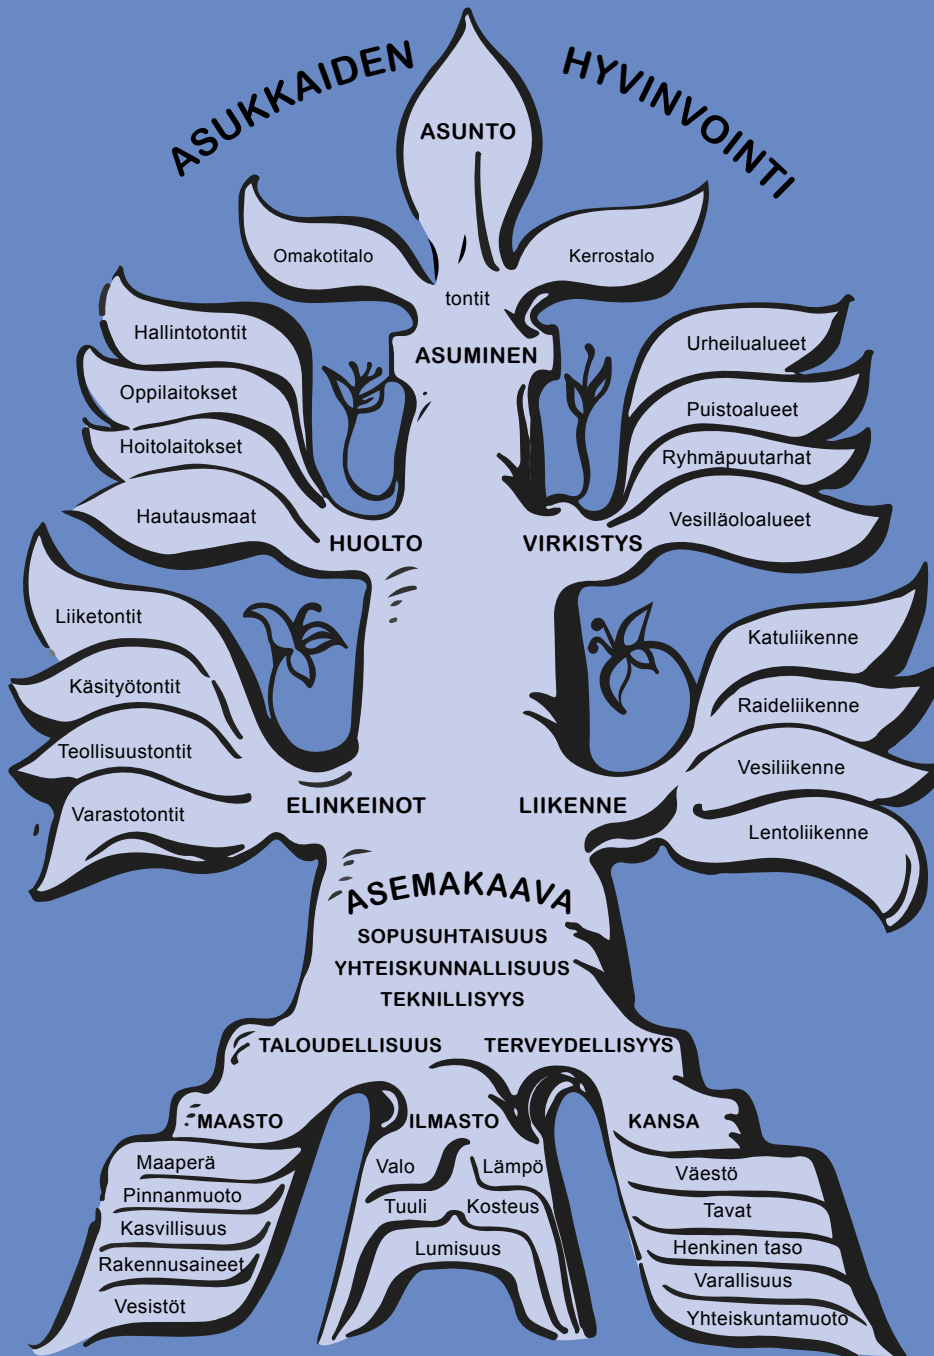 ASUKKAIDEN HYVINVOINTI
ASUNTO
Omakotitalo
Kerrostalo
tontit
ASUMINEN
Hallintotontit
Oppilaitokset
Hoitolaitokset
Hautausmaat
HUOLTO
Urheilualueet
Puistoalueet
Ryhmäpuutarhat
Vesilläoloalueet
VIRKISTYS
Liiketontit
Käsityötontit
Teollisuustontit
Varastotontit
ELINKEINOT
Katuliikenne
Raideliikenne
Vesiliikenne
Lentoliikenne
LIIKENNE
ASEMAKAAVA
SOPUSUHTAISUUS
YHTEISKUNNALLISUUS
TEKNILLISYYS
TALOUDELLISUUS
TERVEYDELLISYYS
MAASTO
Maaperä
Pinnanmuoto
Kasvillisuus
Rakennusaineet
Vesistöt
ILMASTO
Valo
Lämpö
Tuuli
Kosteus
Lumisuus
KANSA
Väestö
Tavat
Henkinen taso
Varallisuus
Yhteiskuntamuoto